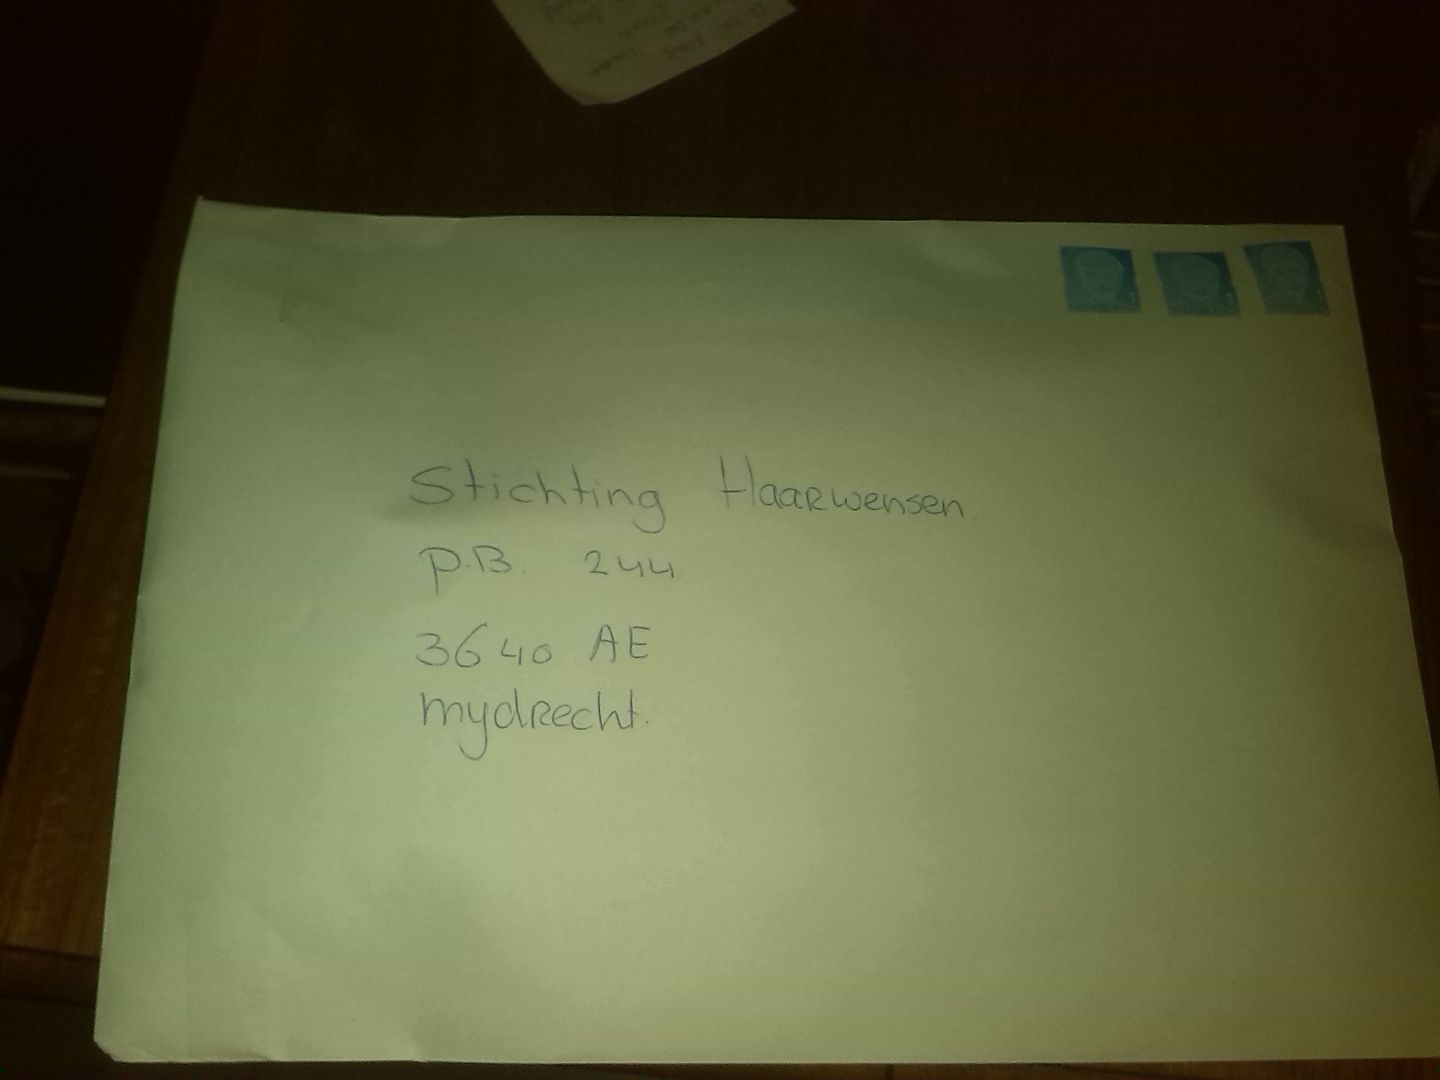 Stichting Haarwensen.
P.B. 244.
3640 AE
mydrecht.